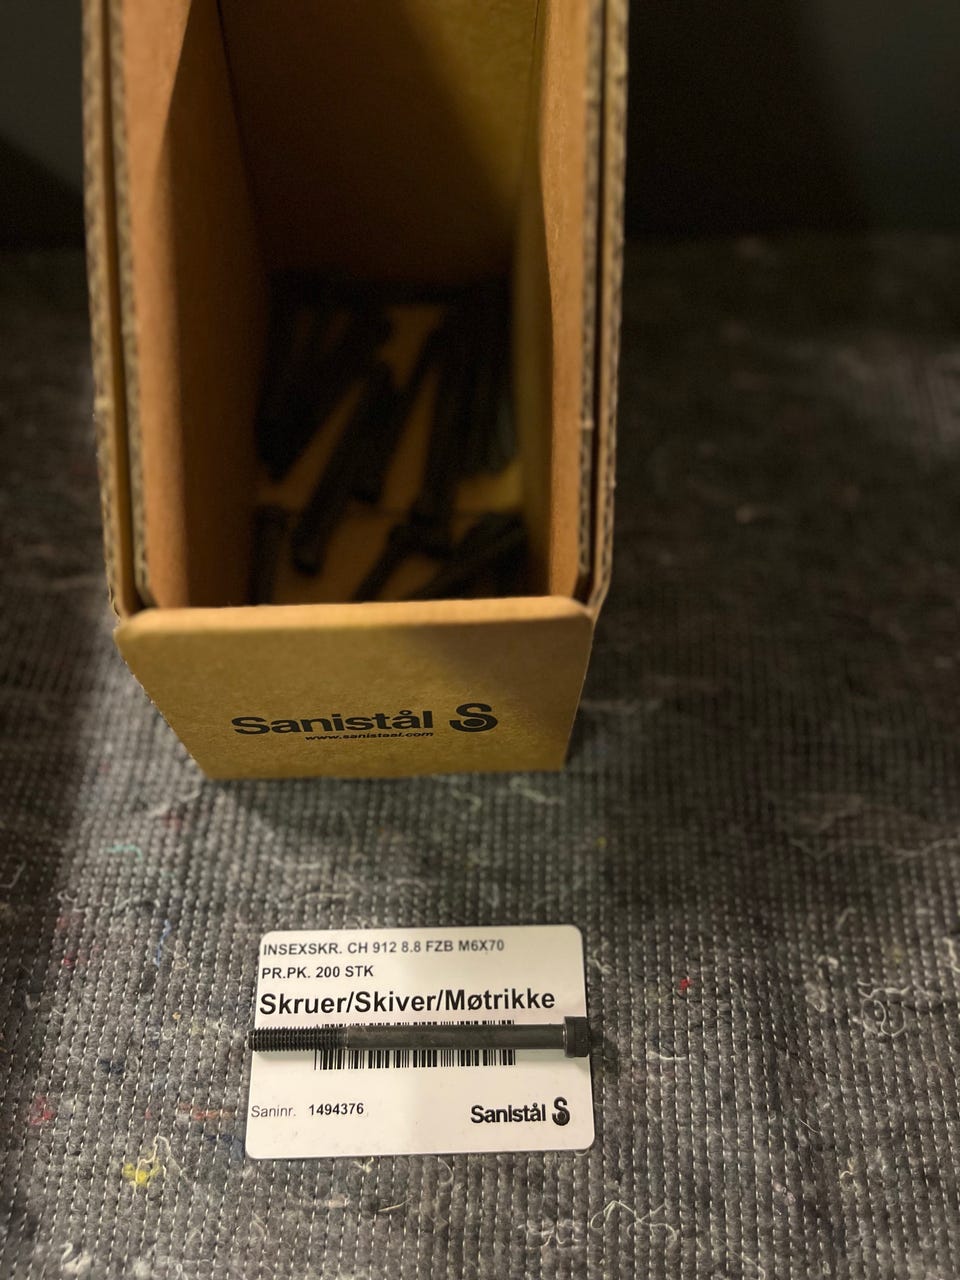 Sanistål
www.sanistaal.com
INSEXSKR. CH 912 8.8 FZB M6X70
PR.PK. 200 STK
Skruer/Skiver/Møtrikke
Saninr. 1494376
Sanistål